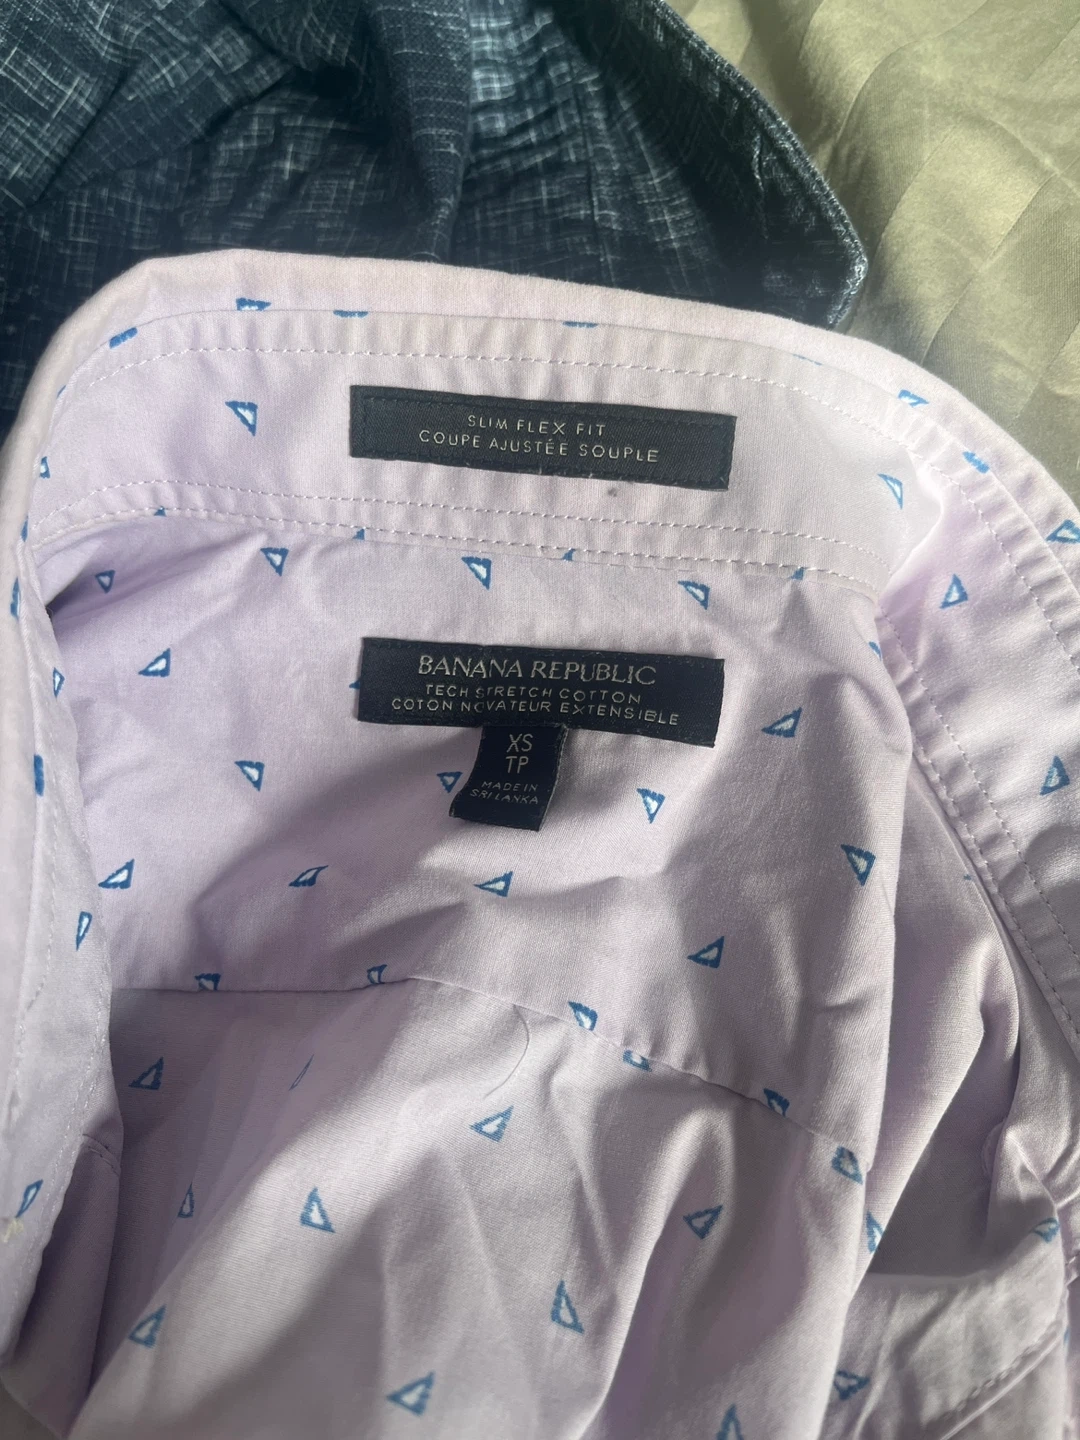 SLIM FLEX FIT
COUPE AJUSTÉE SOUPLE
BANANA REPUBLIC
TECH STRETCH COTTON
COTON NOVATEUR EXTENSIBLE
XS
TP
MADE IN
SRI LANKA